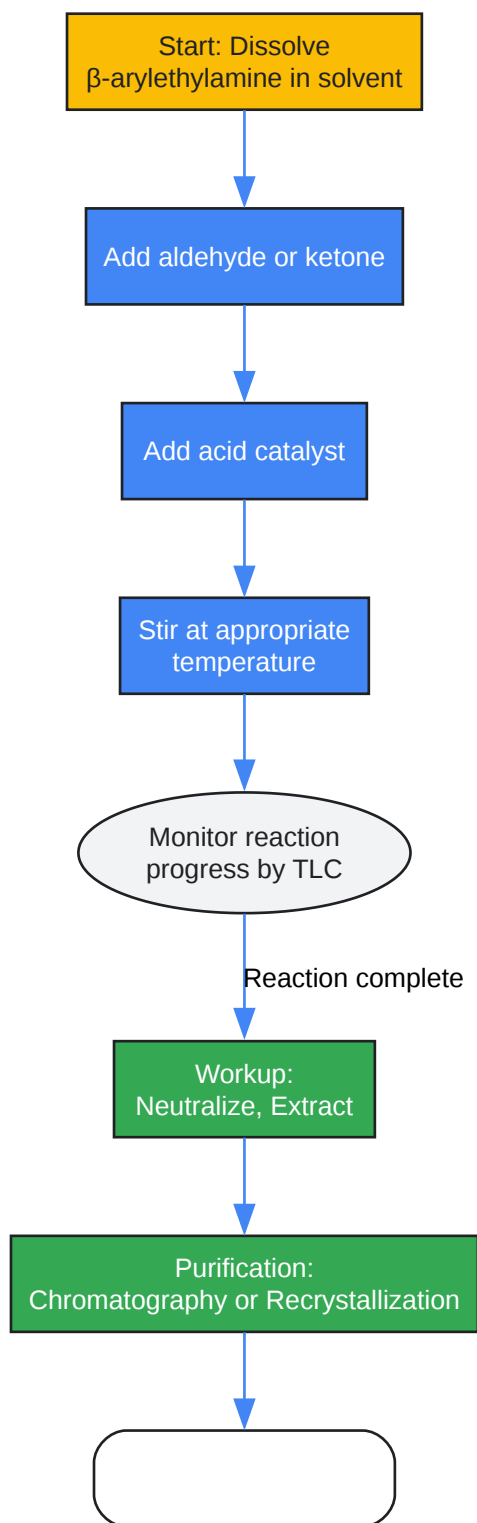 Start: Dissolve
β-arylethylamine in solvent
Add aldehyde or ketone
Add acid catalyst
Stir at appropriate
temperature
Monitor reaction
progress by TLC
Reaction complete
Workup:
Neutralize, Extract
Purification:
Chromatography or Recrystallization